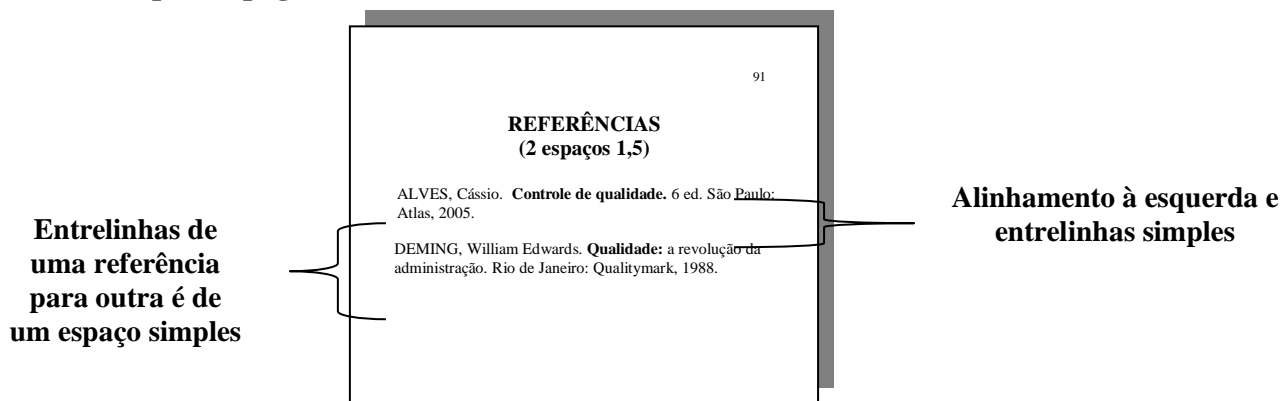 91
REFERÊNCIAS
(2 espaços 1,5)
ALVES, Cássio. Controle de qualidade. 6 ed. São Paulo:
Atlas, 2005.
DEMING, William Edwards. Qualidade: a revolução da
administração. Rio de Janeiro: Qualitymark, 1988.
Entrelinhas de
uma referência
para outra é de
um espaço simples
Alinhamento à esquerda e
entrelinhas simples